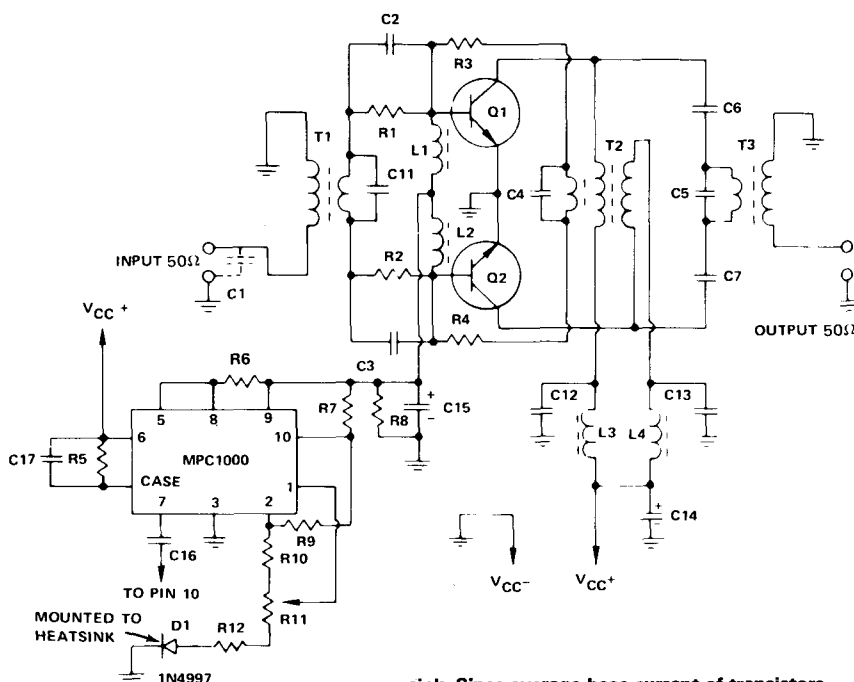 C2
R3
Q1
C6
T1
R1
L1
T2
T3
C11
C4
C5
L2
INPUT 50Ω
R2
Q2
C7
C1
R4
OUTPUT 50Ω
VCC +
R6
C3
C12
C13
5
8
9
R7
R8
+
C15
−
L3
L4
C17
R5
6
MPC1000
10
CASE
1
7
3
2
R9
+
C14
−
C16
R10
VCC−
VCC+
TO PIN 10
R11
MOUNTED TO
HEATSINK
D1
R12
1N4997